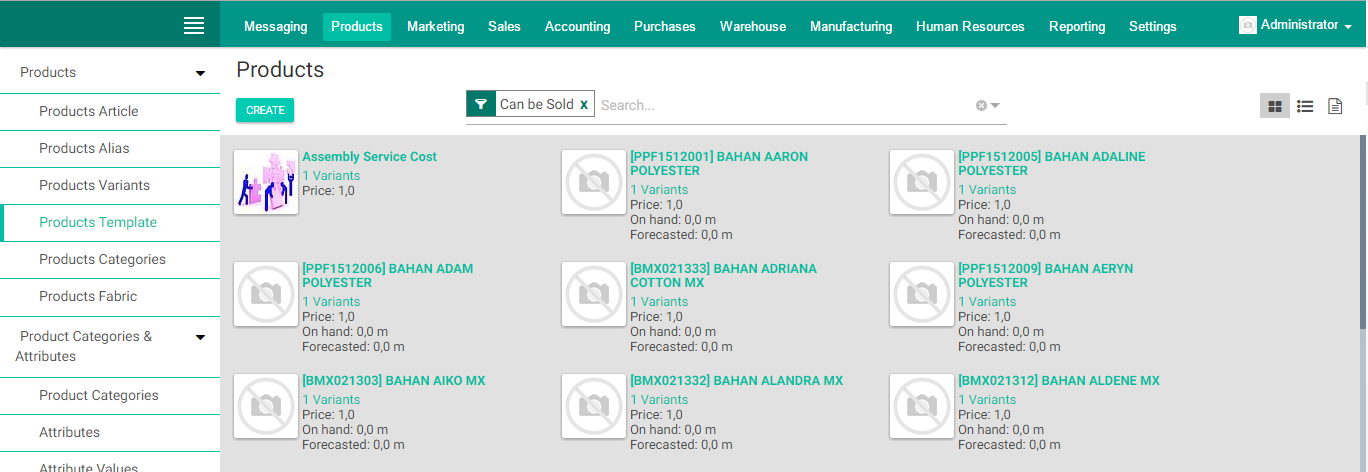 Messaging Products Marketing Sales Accounting Purchases Warehouse Manufacturing Human Resources Reporting Settings Administrator
Products
Products Article
Products Alias
Products Variants
Products Template
Products Categories
Products Fabric
Product Categories &
Attributes
Product Categories
Attributes
Attribute Values
Products
CREATE
Can be Sold x
Search...
Assembly Service Cost
1 Variants
Price: 1,0
[PPF1512001] BAHAN AARON
POLYESTER
1 Variants
Price: 1,0
On hand: 0,0 m
Forecasted: 0,0 m
[PPF1512005] BAHAN ADALINE
POLYESTER
1 Variants
Price: 1,0
On hand: 0,0 m
Forecasted: 0,0 m
[PPF1512006] BAHAN ADAM
POLYESTER
1 Variants
Price: 1,0
On hand: 0,0 m
Forecasted: 0,0 m
[BMX021333] BAHAN ADRIANA
COTTON MX
1 Variants
Price: 1,0
On hand: 0,0 m
Forecasted: 0,0 m
[PPF1512009] BAHAN AERYN
POLYESTER
1 Variants
Price: 1,0
On hand: 0,0 m
Forecasted: 0,0 m
[BMX021303] BAHAN AIKO MX
1 Variants
Price: 1,0
On hand: 0,0 m
Forecasted: 0,0 m
[BMX021332] BAHAN ALANDRA MX
1 Variants
Price: 1,0
On hand: 0,0 m
Forecasted: 0,0 m
[BMX021312] BAHAN ALDENE MX
1 Variants
Price: 1,0
On hand: 0,0 m
Forecasted: 0,0 m